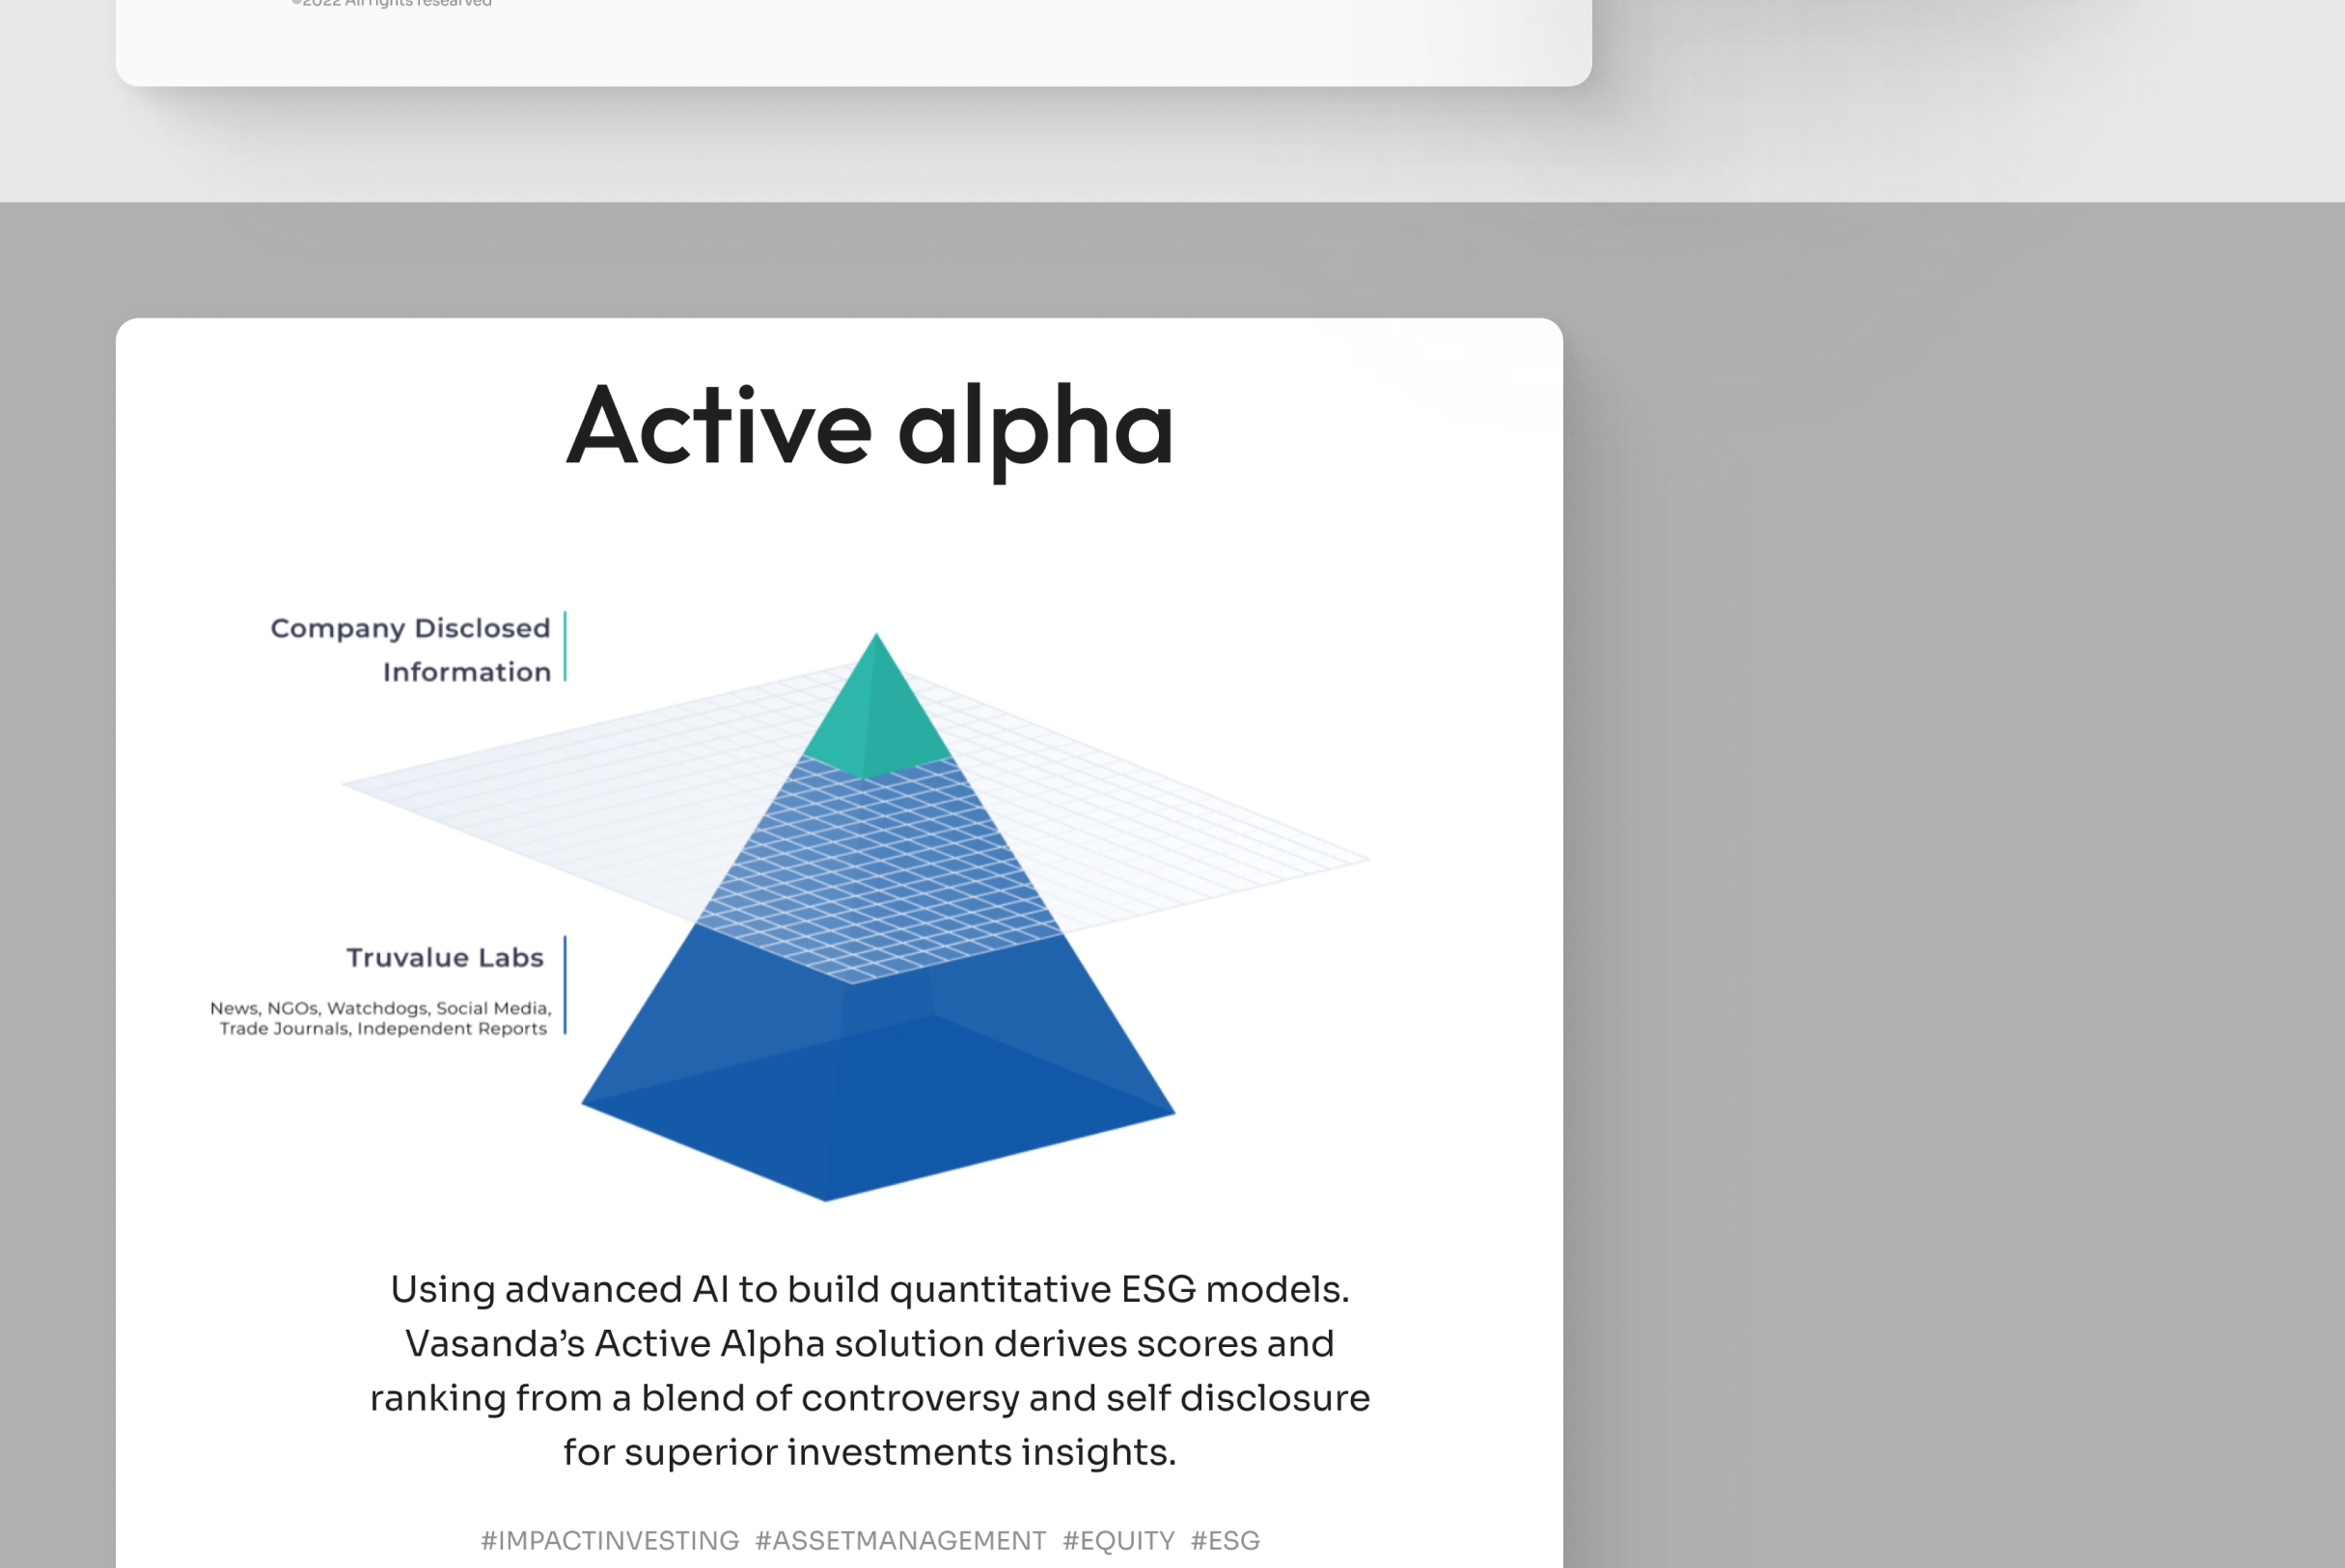 ©2022 All rights researved
Active alpha
Company Disclosed
Information
Truvalue Labs
News, NGOs, Watchdogs, Social Media,
Trade Journals, Independent Reports
Using advanced AI to build quantitative ESG models.
Vasanda’s Active Alpha solution derives scores and
ranking from a blend of controversy and self disclosure
for superior investments insights.
#IMPACTINVESTING #ASSETMANAGEMENT #EQUITY #ESG